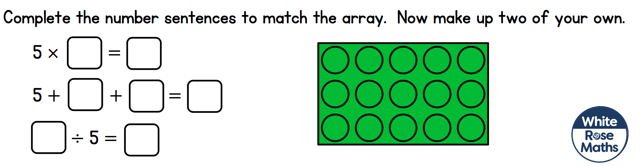 Complete the number sentences to match the array. Now make up two of your own.
5 × □ = □
5 + □ + □ = □
□ ÷ 5 = □
White
Rose
Maths